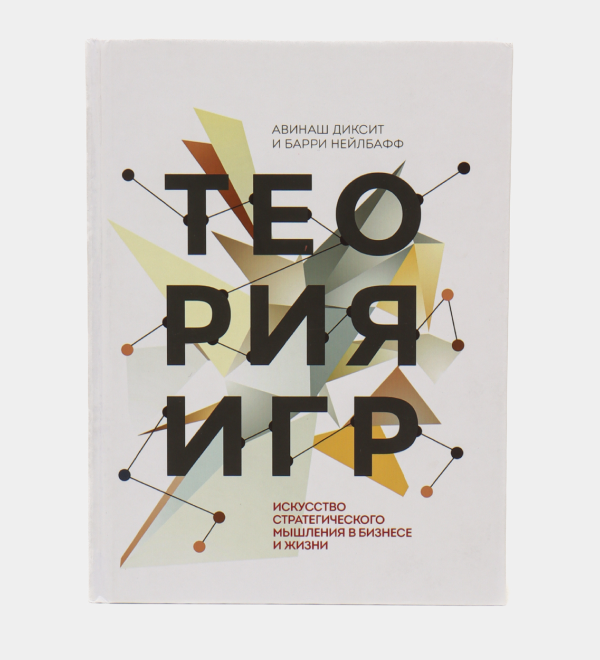 АВИНАШ ДИКСИТ
И БАРРИ НЕЙЛБАФФ
ТЕО
РИЯ
ИГР
ИСКУССТВО
СТРАТЕГИЧЕСКОГО
МЫШЛЕНИЯ В БИЗНЕСЕ
И ЖИЗНИ